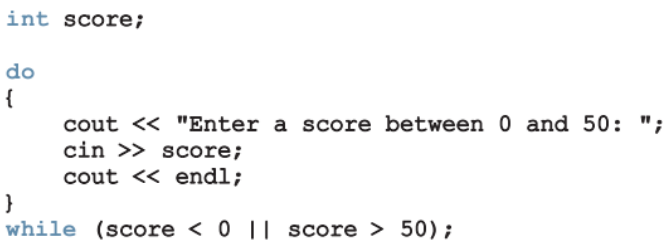 int score;
do
{
cout << "Enter a score between 0 and 50: ";
cin >> score;
cout << endl;
}
while (score < 0 || score > 50);